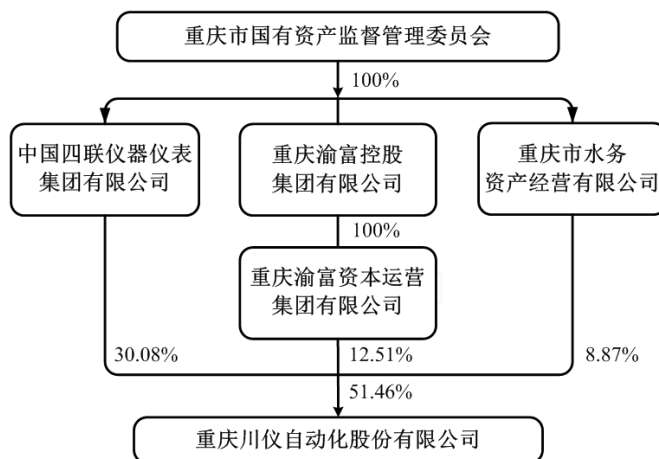 重庆市国有资产监督管理委员会
100%
中国四联仪器仪表
集团有限公司
重庆渝富控股
集团有限公司
重庆市水务
资产经营有限公司
100%
重庆渝富资本运营
集团有限公司
30.08%
12.51%
8.87%
51.46%
重庆川仪自动化股份有限公司